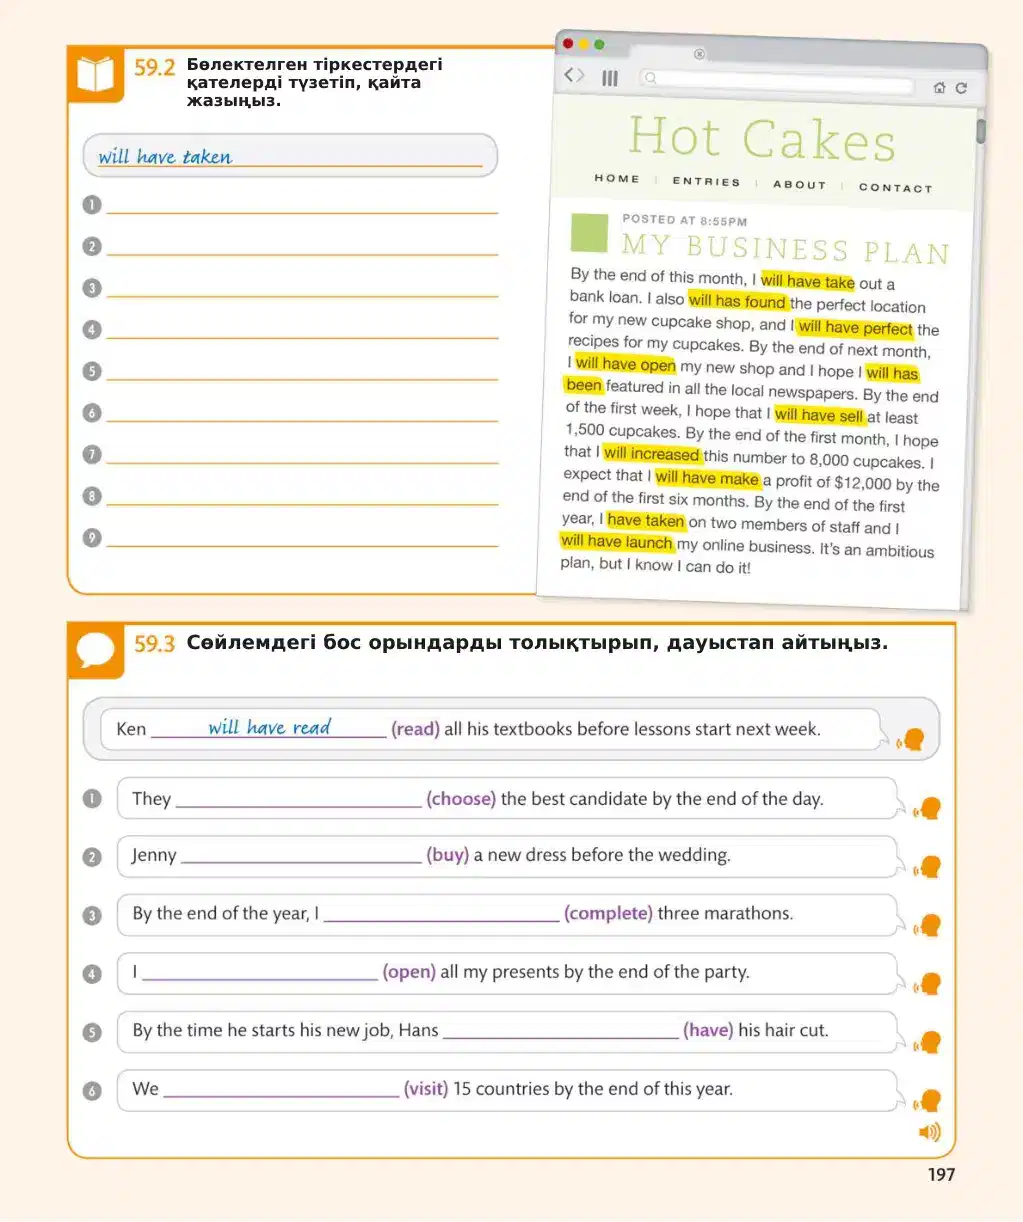 59.2 Бөлектелген тіркестердегі
қателерді түзетіп, қайта
жазыңыз.
will have taken
1
2
3
4
5
6
7
8
9
Hot Cakes
HOME | ENTRIES | ABOUT | CONTACT
POSTED AT 8:55PM
MY BUSINESS PLAN
By the end of this month, I will have take out a
bank loan. I also will has found the perfect location
for my new cupcake shop, and I will have perfect the
recipes for my cupcakes. By the end of next month,
I will have open my new shop and I hope I will has
been featured in all the local newspapers. By the end
of the first week, I hope that I will have sell at least
1,500 cupcakes. By the end of the first month, I hope
that I will increased this number to 8,000 cupcakes. I
expect that I will have make a profit of $12,000 by the
end of the first six months. By the end of the first
year, I have taken on two members of staff and I
will have launch my online business. It's an ambitious
plan, but I know I can do it!
59.3 Сөйлемдегі бос орындарды толықтырып, дауыстап айтыңыз.
Ken will have read (read) all his textbooks before lessons start next week.
1 They ____ (choose) the best candidate by the end of the day.
2 Jenny ____ (buy) a new dress before the wedding.
3 By the end of the year, I ____ (complete) three marathons.
4 I ____ (open) all my presents by the end of the party.
5 By the time he starts his new job, Hans ____ (have) his hair cut.
6 We ____ (visit) 15 countries by the end of this year.
197